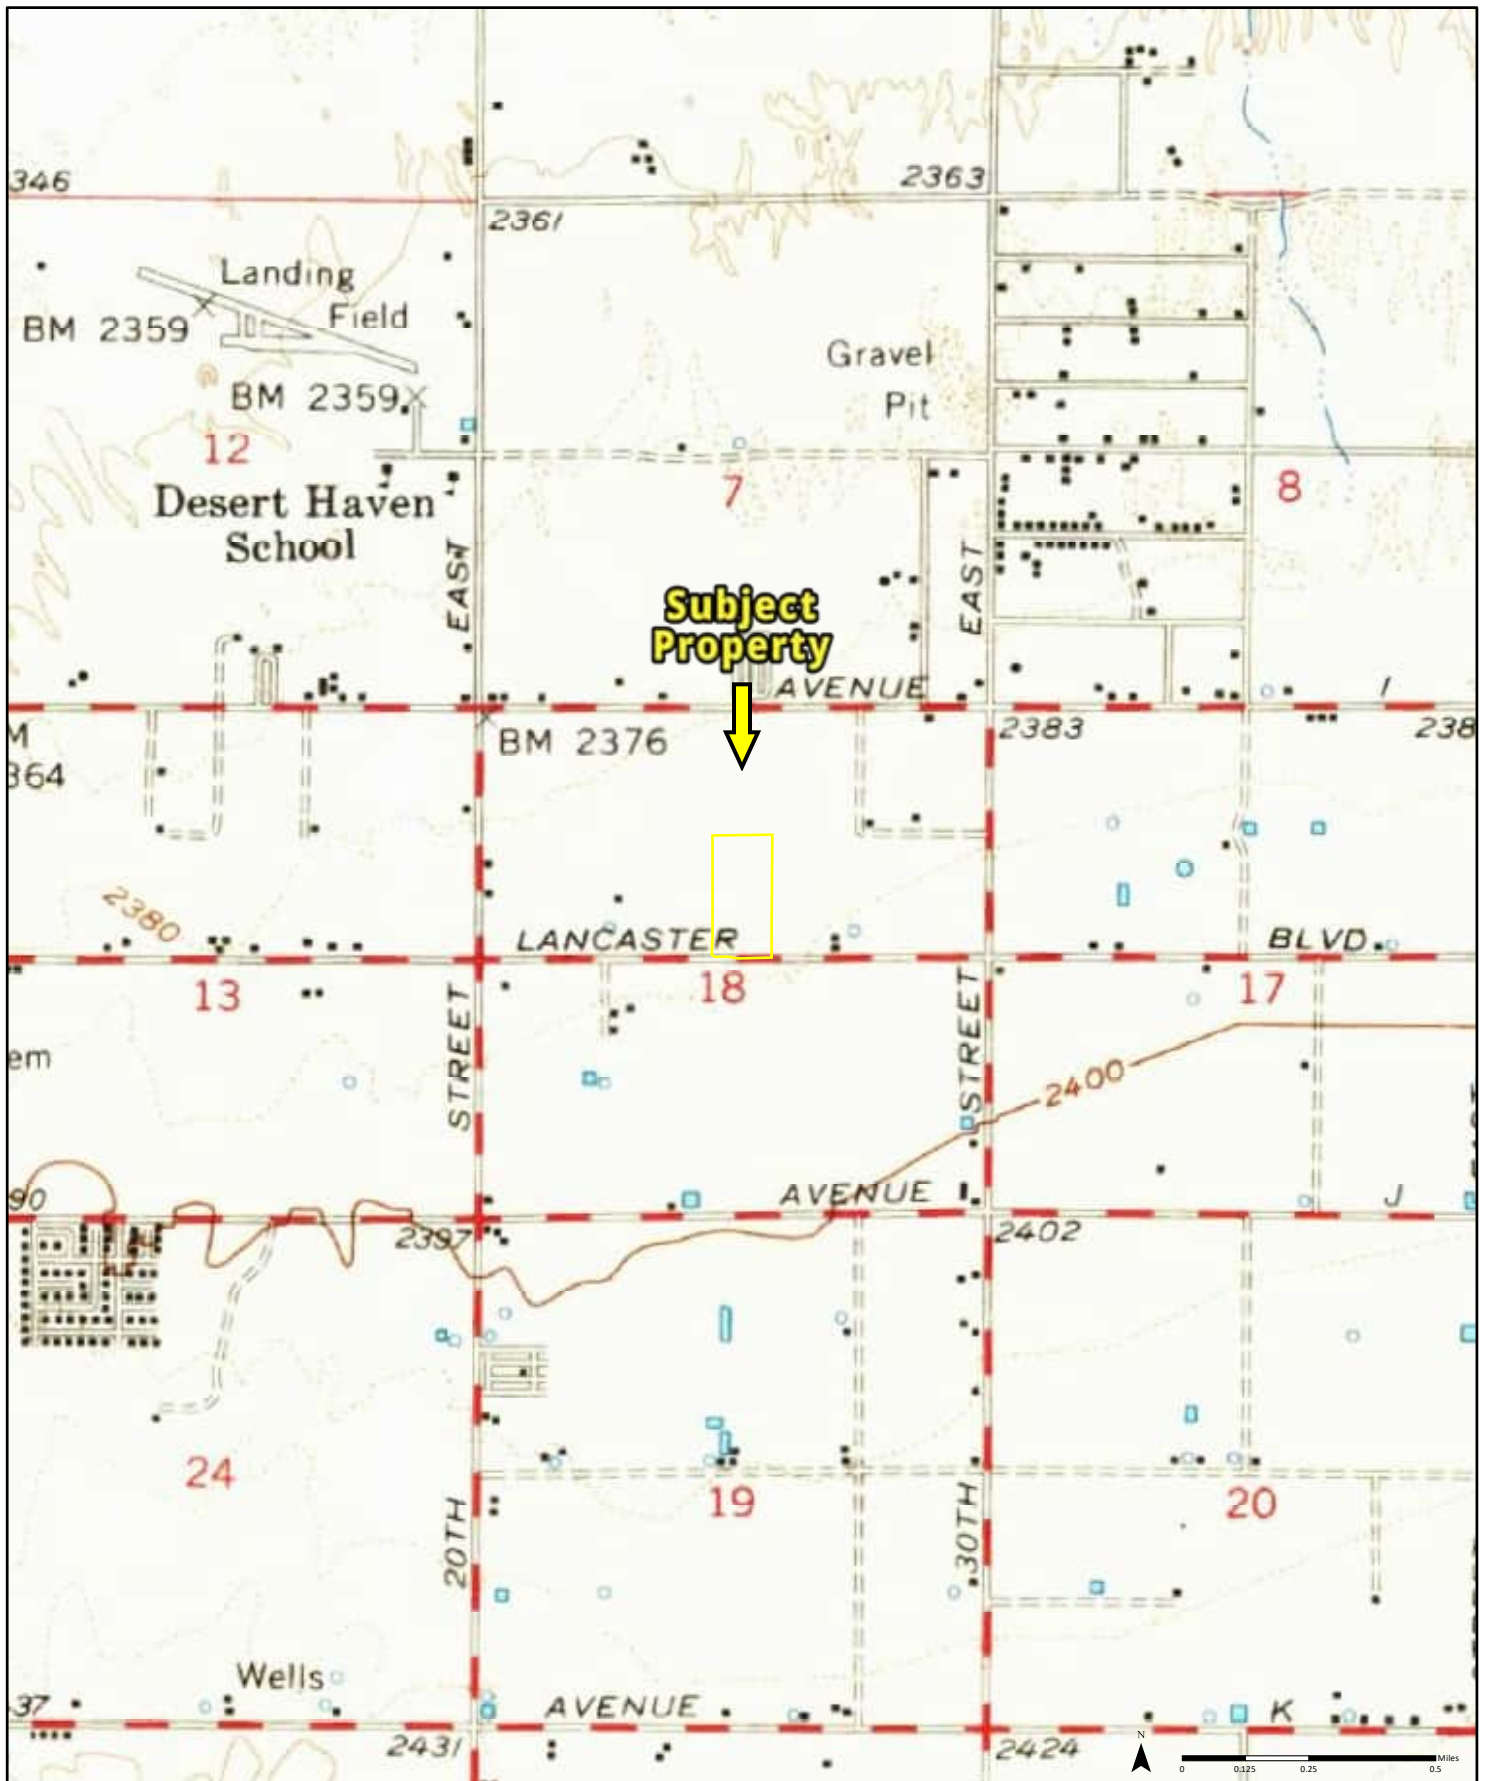 346
2363
2361
Landing
Field
BM 2359
Gravel
Pit
BM 2359
12
7
8
Desert Haven
School
EAST
EAST
Subject
Property
AVENUE
I
M
BM 2376
2383
238
364
2380
LANCASTER
BLVD
13
18
17
STREET
STREET
em
2400
90
AVENUE
J
2397
2402
24
19
20
20TH
30TH
Wells
37
AVENUE
K
2431
2424
N
Miles
0 0.125 0.25 0.5